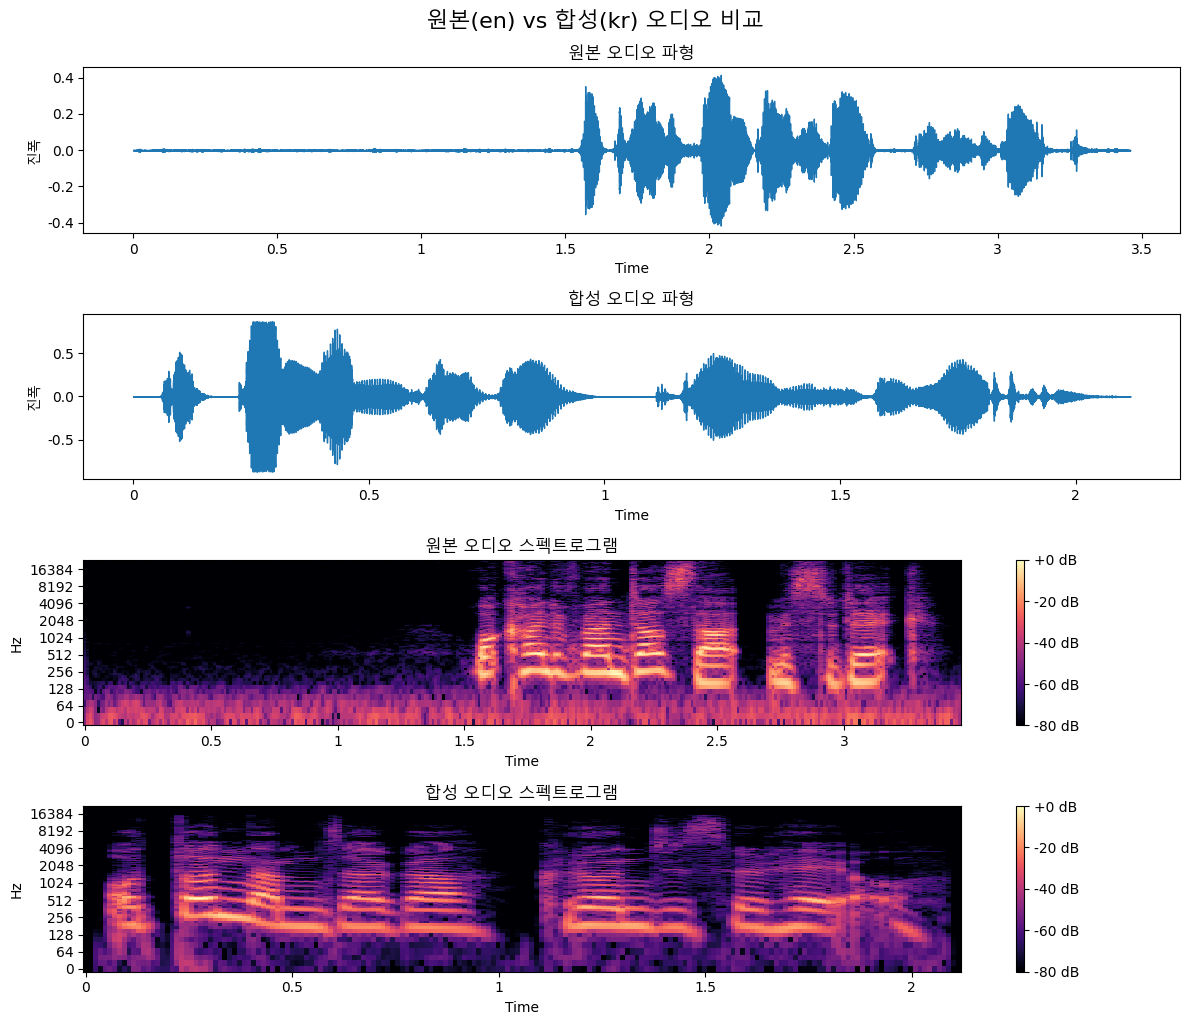 원본(en) vs 합성(kr) 오디오 비교
원본 오디오 파형
0.4
0.2
0.0
-0.2
-0.4
진폭
0 0.5 1 1.5 2 2.5 3 3.5
Time
합성 오디오 파형
0.5
0.0
-0.5
진폭
0 0.5 1 1.5 2
Time
원본 오디오 스펙트로그램
16384
8192
4096
2048
1024
512
256
128
64
0
Hz
0 0.5 1 1.5 2 2.5 3
Time
+0 dB
-20 dB
-40 dB
-60 dB
-80 dB
합성 오디오 스펙트로그램
16384
8192
4096
2048
1024
512
256
128
64
0
Hz
0 0.5 1 1.5 2
Time
+0 dB
-20 dB
-40 dB
-60 dB
-80 dB